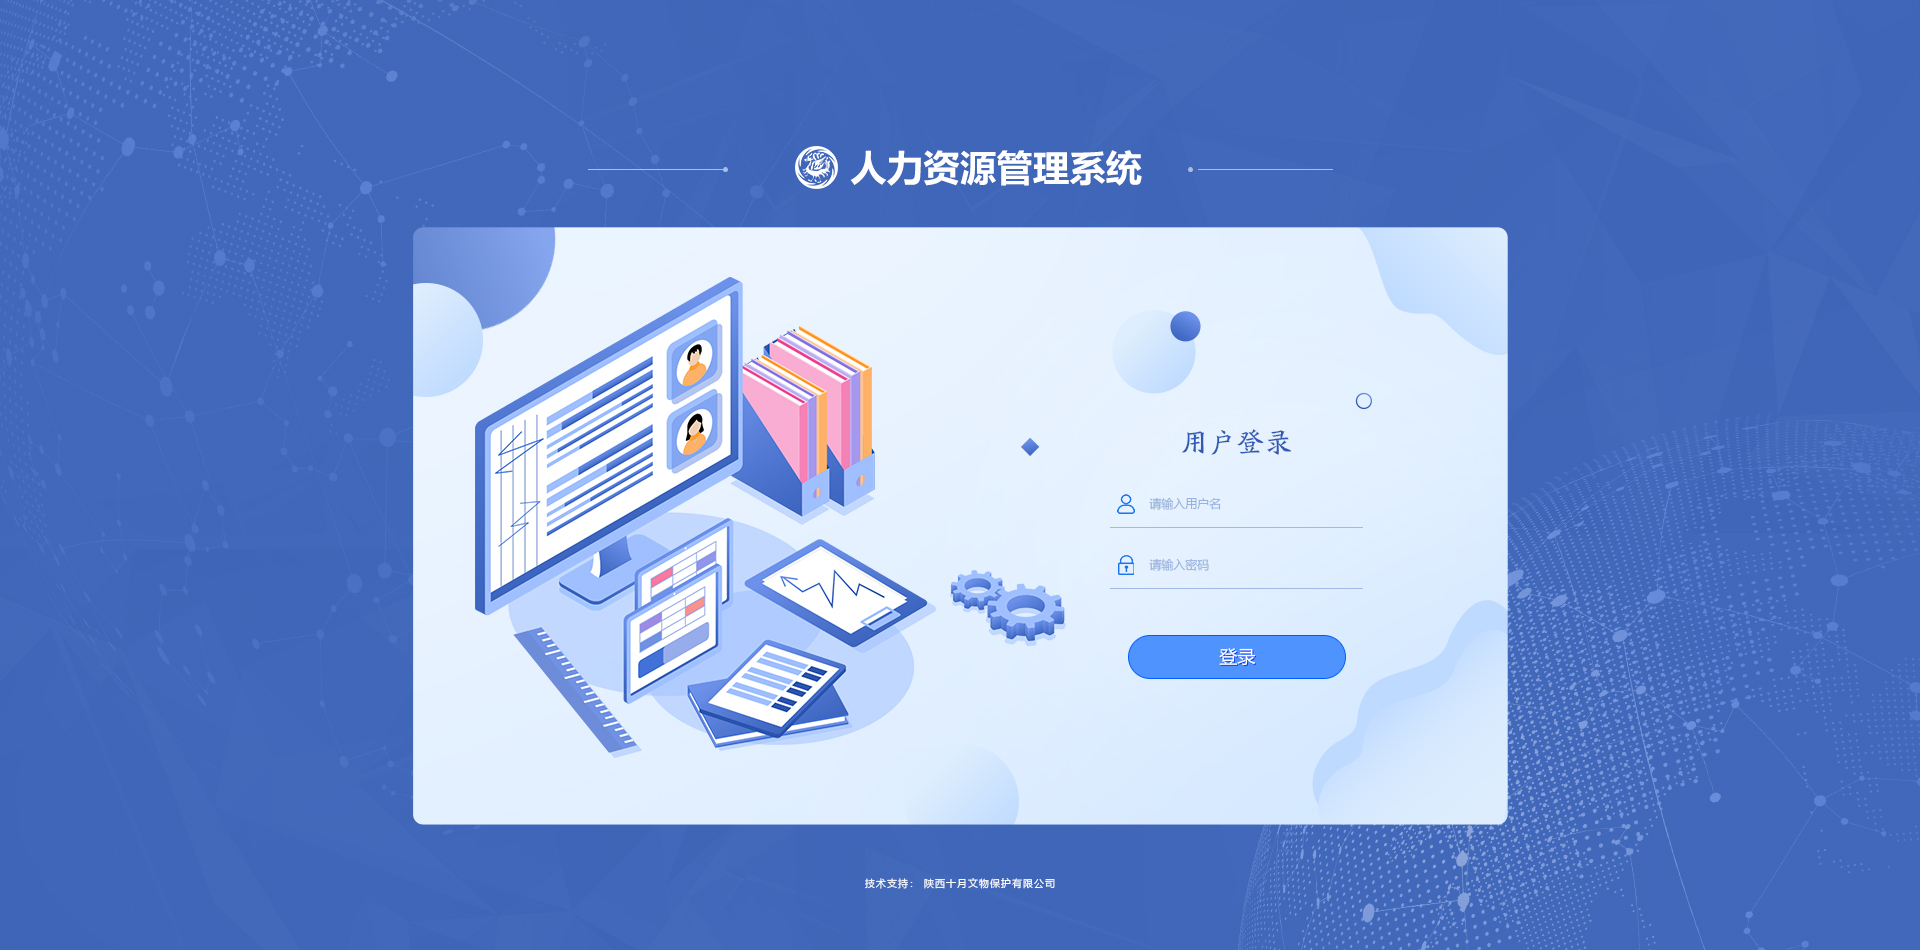 人力资源管理系统
用户登录
请输入用户名
请输入密码
登录
技术支持： 陕西十月文物保护有限公司